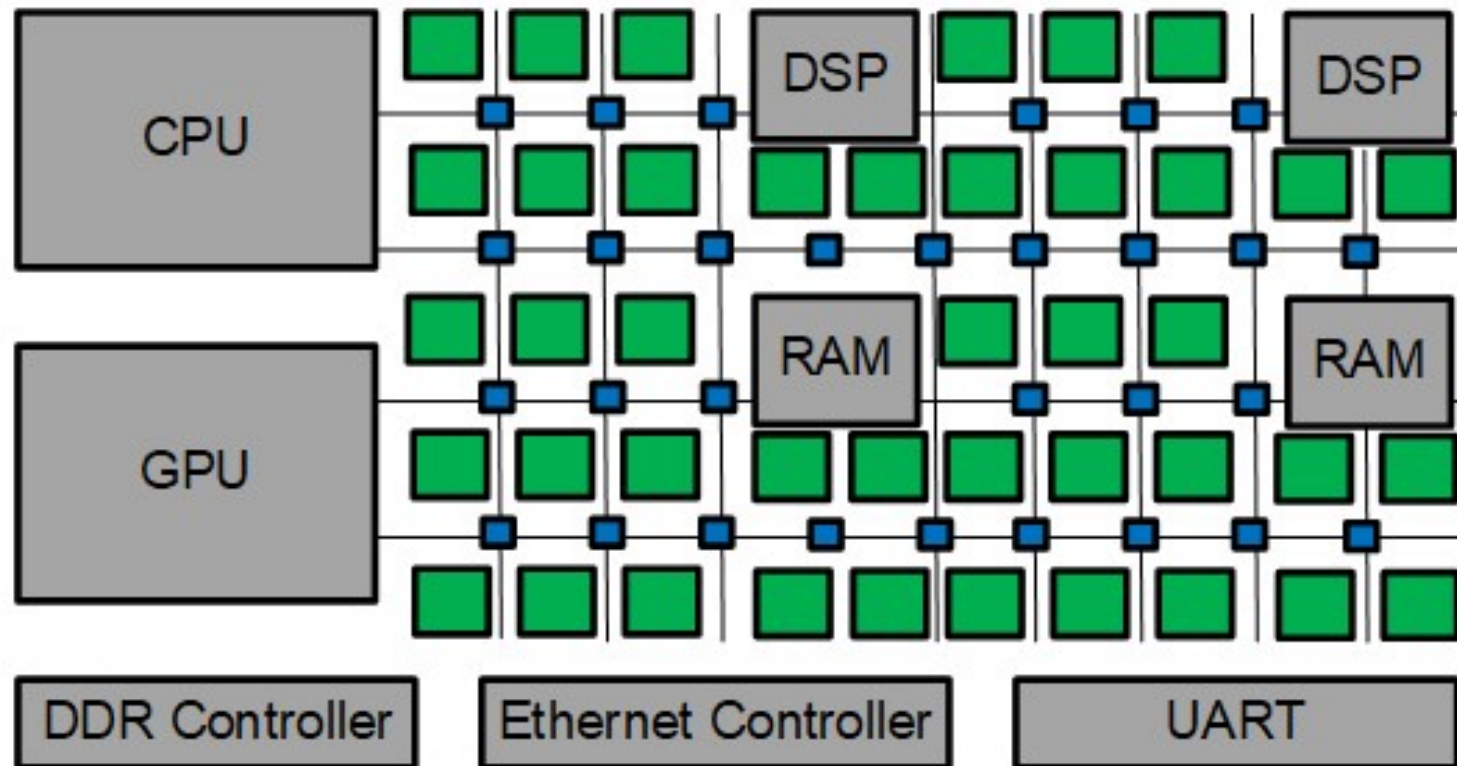 CPU
DSP
DSP
GPU
RAM
RAM
DDR Controller
Ethernet Controller
UART